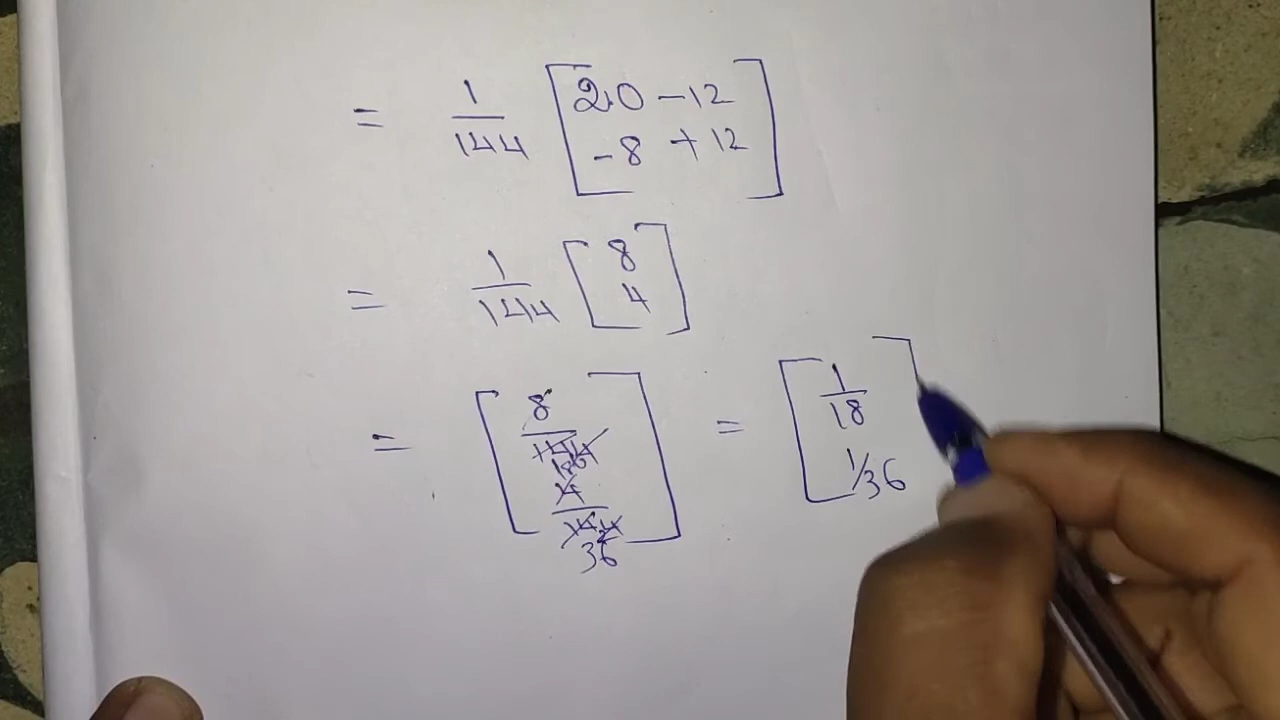 = 1/144 [20 -12
-8 +12]
= 1/144 [8
4]
= [8/144 = [1/18
18
4/144 1/36]
36]